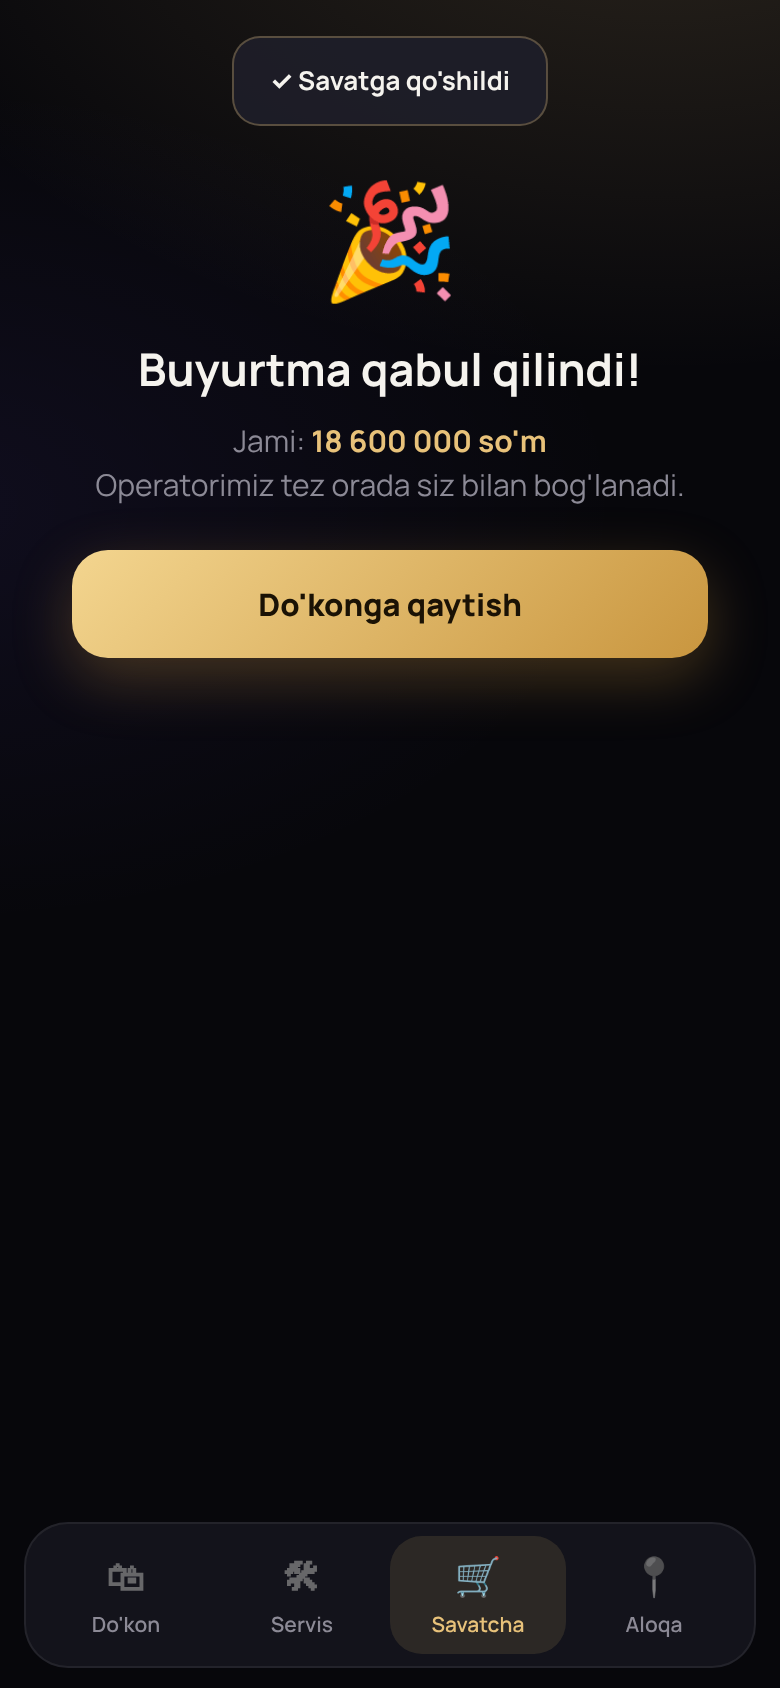 ✓ Savatga qo'shildi
Buyurtma qabul qilindi!
Jami: 18 600 000 so'm
Operatorimiz tez orada siz bilan bog'lanadi.
Do'konga qaytish
Do'kon
Servis
Savatcha
Aloqa